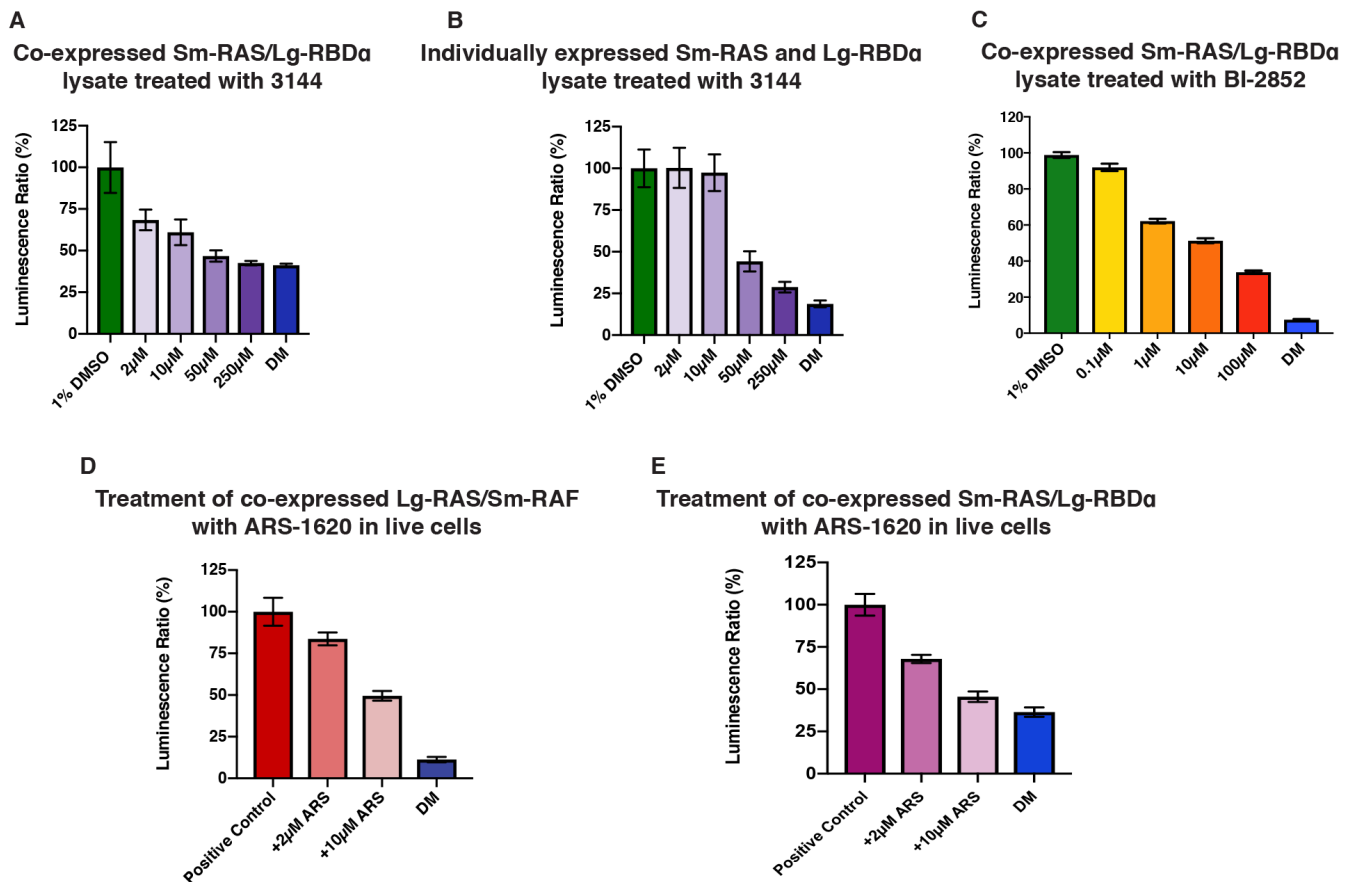 A
Co-expressed Sm-RAS/Lg-RBDɑ
lysate treated with 3144
Luminescence Ratio (%)
125
100
75
50
25
0
1% DMSO
2µM
10µM
50µM
250µM
DM
B
Individually expressed Sm-RAS and Lg-RBDɑ
lysate treated with 3144
Luminescence Ratio (%)
125
100
75
50
25
0
1% DMSO
2µM
10µM
50µM
250µM
DM
C
Co-expressed Sm-RAS/Lg-RBDɑ
lysate treated with BI-2852
Luminescence Ratio (%)
120
100
80
60
40
20
0
1% DMSO
0.1µM
1µM
10µM
100µM
DM
D
Treatment of co-expressed Lg-RAS/Sm-RAF
with ARS-1620 in live cells
Luminescence Ratio (%)
125
100
75
50
25
0
Positive Control
+2µM ARS
+10µM ARS
DM
E
Treatment of co-expressed Sm-RAS/Lg-RBDɑ
with ARS-1620 in live cells
Luminescence Ratio (%)
125
100
75
50
25
0
Positive Control
+2µM ARS
+10µM ARS
DM